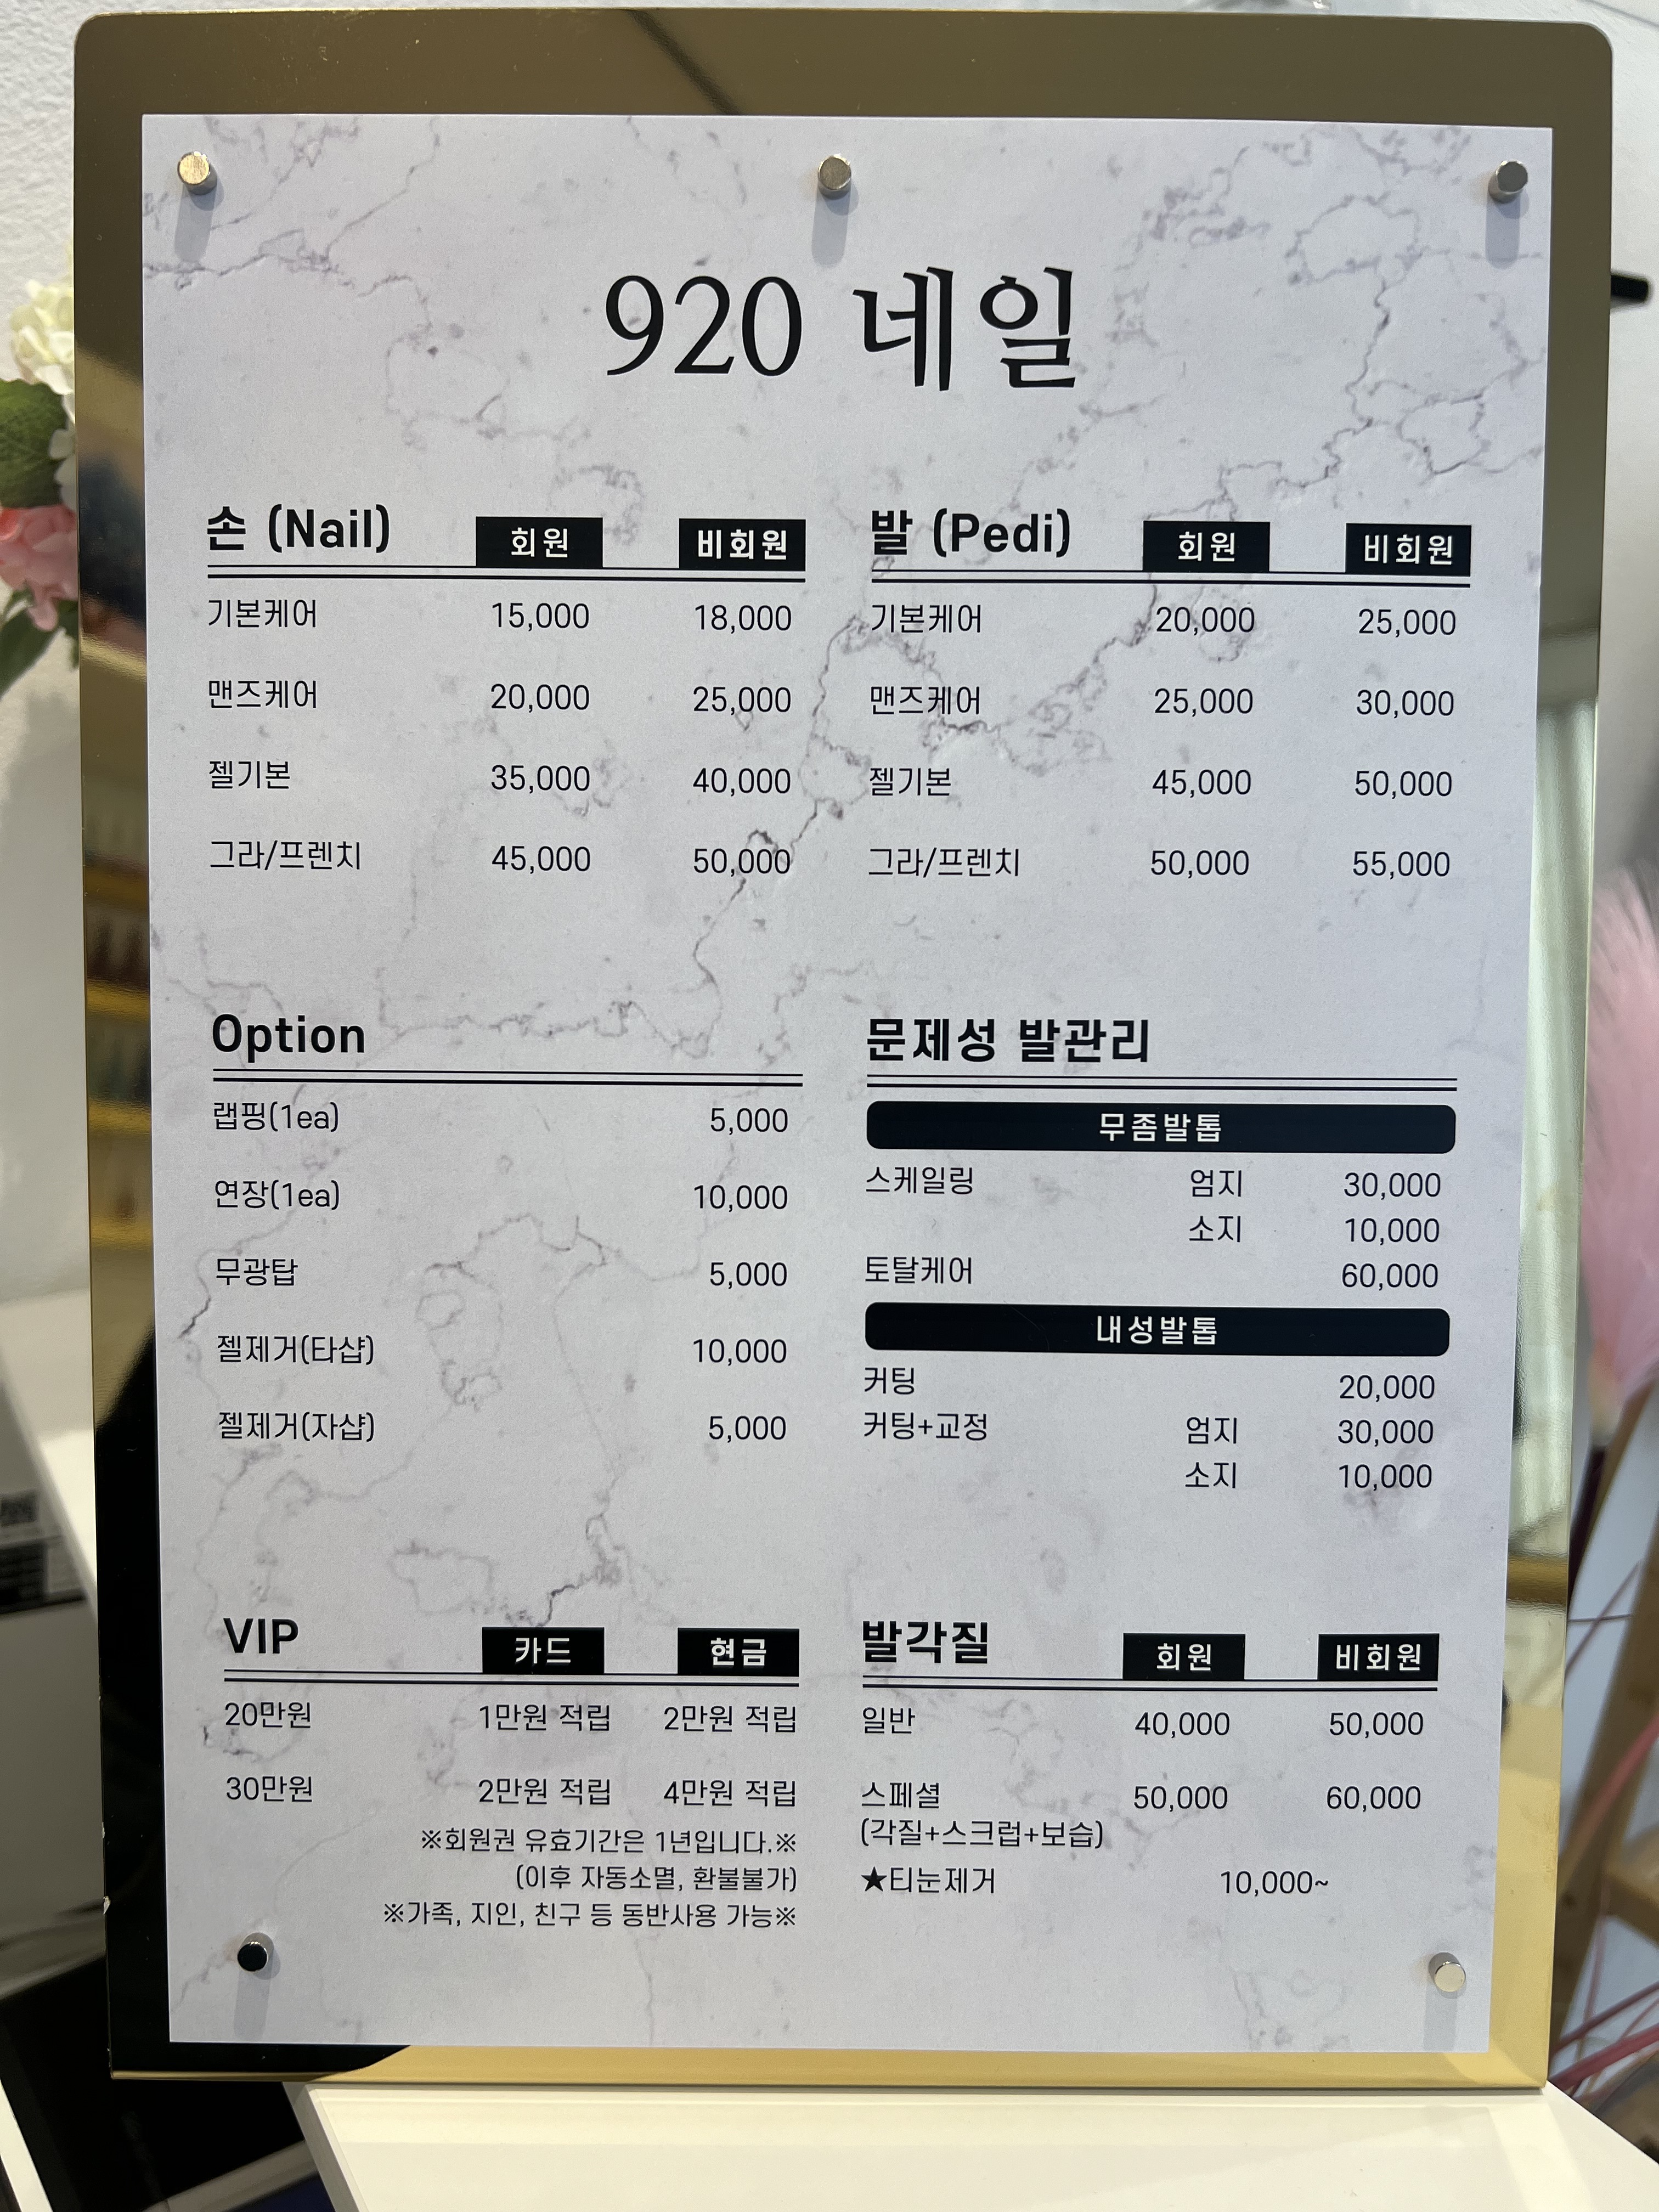 920 네일
손 (Nail) 회원 비회원
기본케어 15,000 18,000
맨즈케어 20,000 25,000
젤기본 35,000 40,000
그라/프렌치 45,000 50,000
발 (Pedi) 회원 비회원
기본케어 20,000 25,000
맨즈케어 25,000 30,000
젤기본 45,000 50,000
그라/프렌치 50,000 55,000
Option
랩핑(1ea) 5,000
연장(1ea) 10,000
무광탑 5,000
젤제거(타샵) 10,000
젤제거(자샵) 5,000
문제성 발관리
무좀발톱
스케일링 엄지 30,000
소지 10,000
토탈케어 60,000
내성발톱
커팅 20,000
커팅+교정 엄지 30,000
소지 10,000
VIP 카드 현금
20만원 1만원 적립 2만원 적립
30만원 2만원 적립 4만원 적립
※회원권 유효기간은 1년입니다.※
(이후 자동소멸, 환불불가)
※가족, 지인, 친구 등 동반사용 가능※
발각질 회원 비회원
일반 40,000 50,000
스페셜 50,000 60,000
(각질+스크럽+보습)
★티눈제거 10,000~